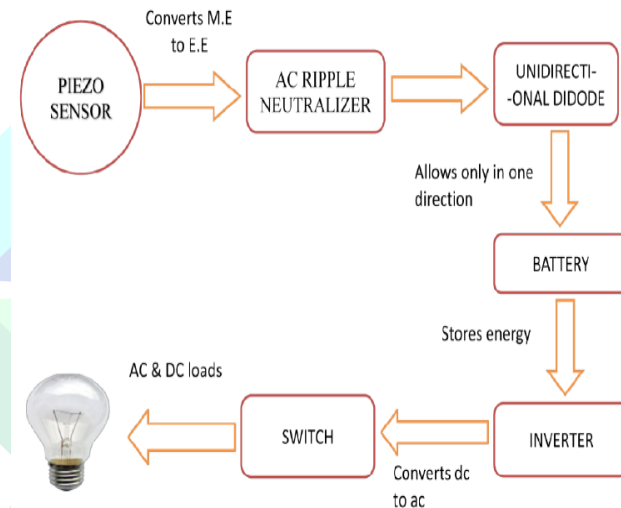 Converts M.E
to E.E
PIEZO
SENSOR
AC RIPPLE
NEUTRALIZER
UNIDIRECTI-
-ONAL DIDODE
Allows only in one
direction
BATTERY
Stores energy
INVERTER
Converts dc
to ac
SWITCH
AC & DC loads